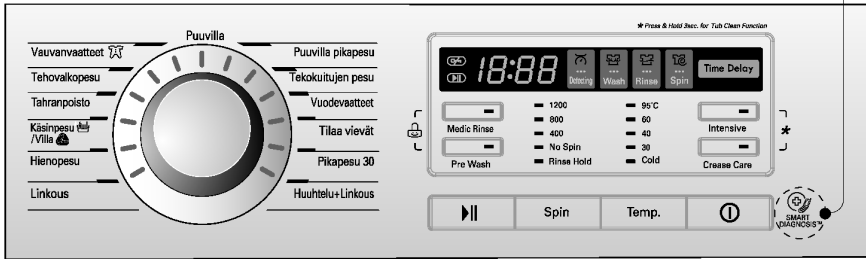 * Press & Hold 3sec. for Tub Clean Function
Puuvilla
Vauvanvaatteet
Tehovalkopesu
Tahranpoisto
Käsinpesu
/Villa
Hienopesu
Linkous
Puuvilla pikapesu
Tekokuitujen pesu
Vuodevaatteet
Tilaa vievät
Pikapesu 30
Huuhtelu+Linkous
18:88
Detecting
Wash
Rinse
Spin
Time Delay
Medic Rinse
Pre Wash
1200
800
400
No Spin
Rinse Hold
95°C
60
40
30
Cold
Intensive
Crease Care
*
Spin
Temp.
SMART
DIAGNOSIS™